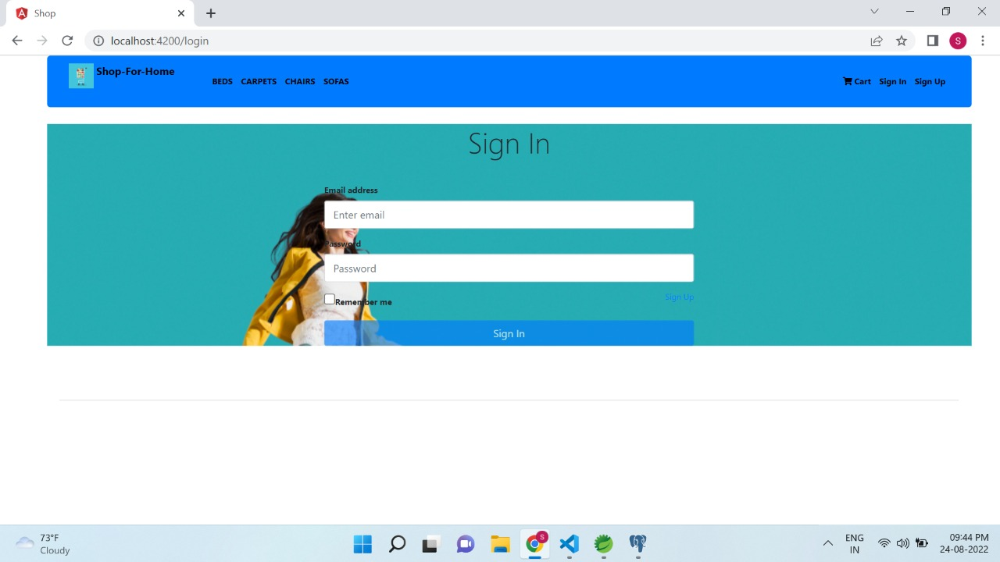 Shop
localhost:4200/login
S
Shop-For-Home
BEDS CARPETS CHAIRS SOFAS
Cart Sign In Sign Up
Sign In
Email address
Enter email
Password
Password
Remember me
Sign Up
Sign In
73°F
Cloudy
S
ENG
IN
09:44 PM
24-08-2022